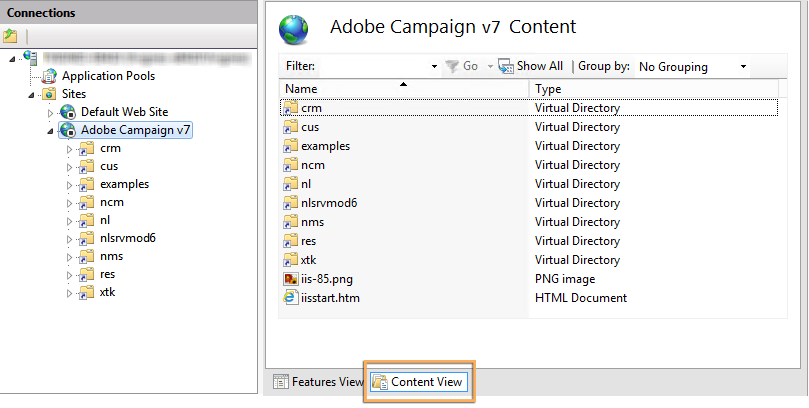 Connections
Application Pools
Sites
Default Web Site
Adobe Campaign v7
crm
cus
examples
ncm
nl
nlsrvmod6
nms
res
xtk
Adobe Campaign v7 Content
Filter: Go Show All Group by: No Grouping
Name Type
crm Virtual Directory
cus Virtual Directory
examples Virtual Directory
ncm Virtual Directory
nl Virtual Directory
nlsrvmod6 Virtual Directory
nms Virtual Directory
res Virtual Directory
xtk Virtual Directory
iis-85.png PNG image
iisstart.htm HTML Document
Features View Content View